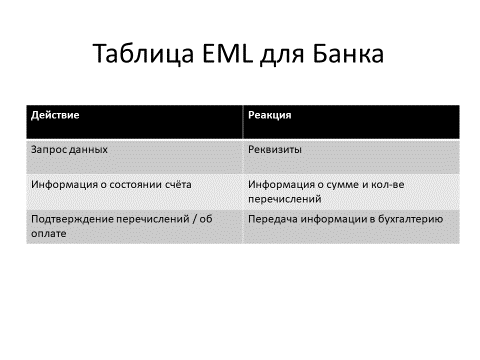 Таблица EML для Банка
Действие
Реакция
Запрос данных
Реквизиты
Информация о состоянии счёта
Информация о сумме и кол-ве
перечислений
Подтверждение перечислений / об
оплате
Передача информации в бухгалтерию